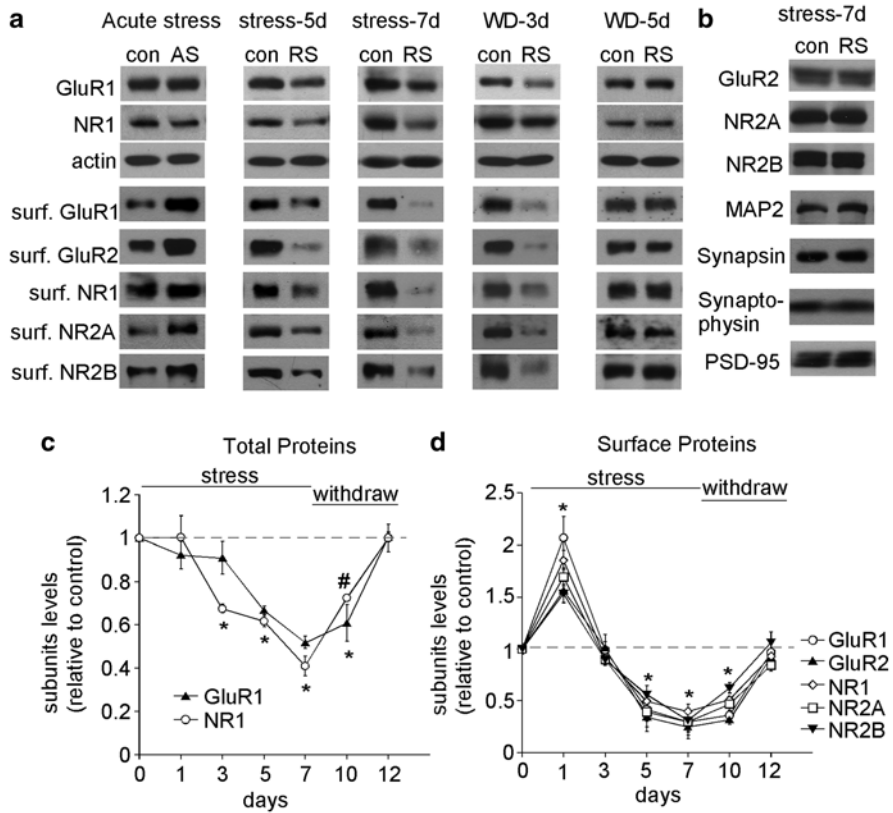 a
Acute stress stress-5d stress-7d WD-3d WD-5d
con AS con RS con RS con RS con RS
GluR1
NR1
actin
surf. GluR1
surf. GluR2
surf. NR1
surf. NR2A
surf. NR2B
b
stress-7d
con RS
GluR2
NR2A
NR2B
MAP2
Synapsin
Synapto-
physin
PSD-95
c
Total Proteins
stress
withdraw
subunits levels
(relative to control)
1.2
1
0.8
0.6
0.4
0.2
0
#
* * * *
GluR1
NR1
0 1 3 5 7 10 12
days
d
Surface Proteins
stress
withdraw
subunits levels
(relative to control)
2.5
2
1.5
1
0.5
0
*
* * *
GluR1
GluR2
NR1
NR2A
NR2B
0 1 3 5 7 10 12
days